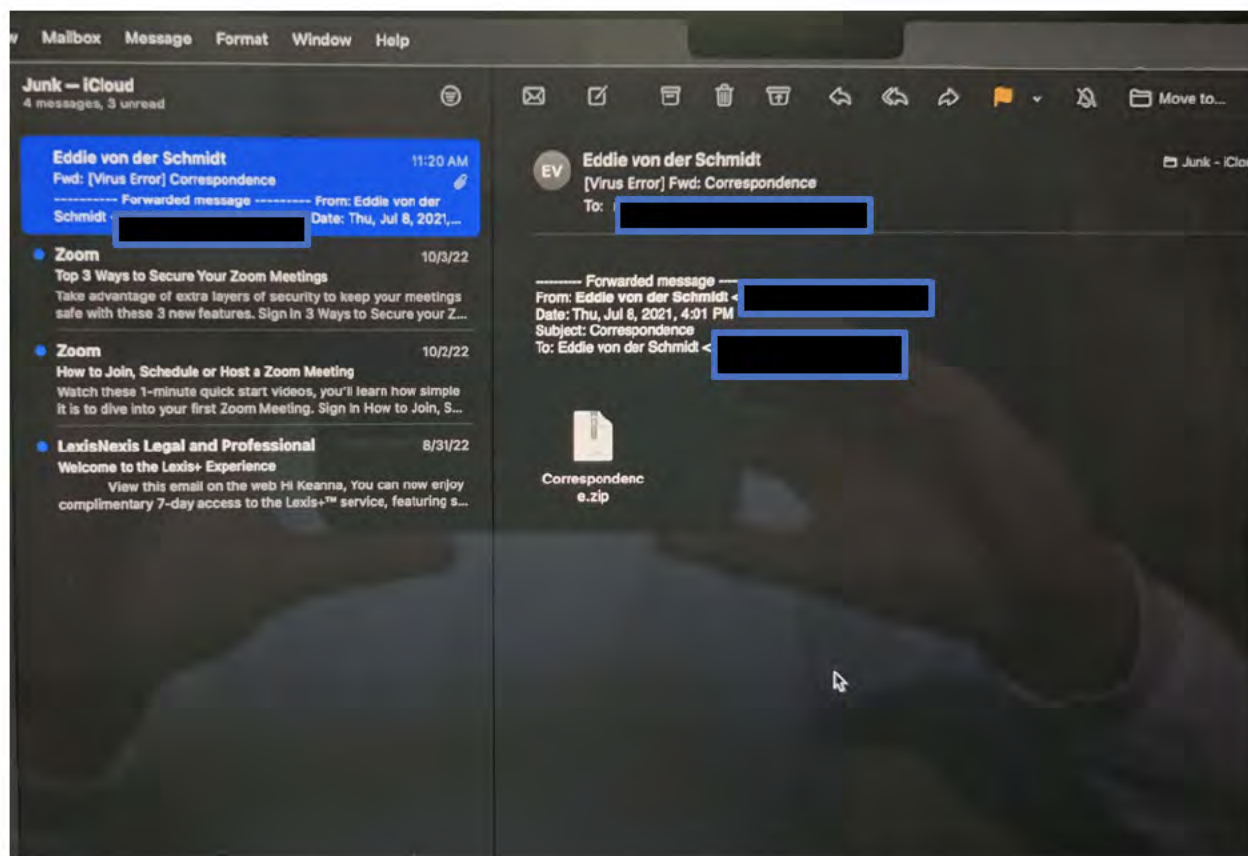 Mailbox Message Format Window Help
Junk — iCloud
4 messages, 3 unread
Move to...
Eddie von der Schmidt 11:20 AM
Fwd: [Virus Error] Correspondence
---------- Forwarded message --------- From: Eddie von der
Schmidt Date: Thu, Jul 8, 2021,...
Zoom 10/3/22
Top 3 Ways to Secure Your Zoom Meetings
Take advantage of extra layers of security to keep your meetings
safe with these 3 new features. Sign In 3 Ways to Secure your Z...
Zoom 10/2/22
How to Join, Schedule or Host a Zoom Meeting
Watch these 1-minute quick start videos, you'll learn how simple
it is to dive into your first Zoom Meeting. Sign In How to Join, S...
LexisNexis Legal and Professional 8/31/22
Welcome to the Lexis+ Experience
View this email on the web Hi Keanna, You can now enjoy
complimentary 7-day access to the Lexis+™ service, featuring s...
EV
Eddie von der Schmidt
Junk - iClou
[Virus Error] Fwd: Correspondence
To:
--------- Forwarded message ---
From: Eddie von der Schmidt <
Date: Thu, Jul 8, 2021, 4:01 PM
Subject: Correspondence
To: Eddie von der Schmidt <
Correspondenc
e.zip